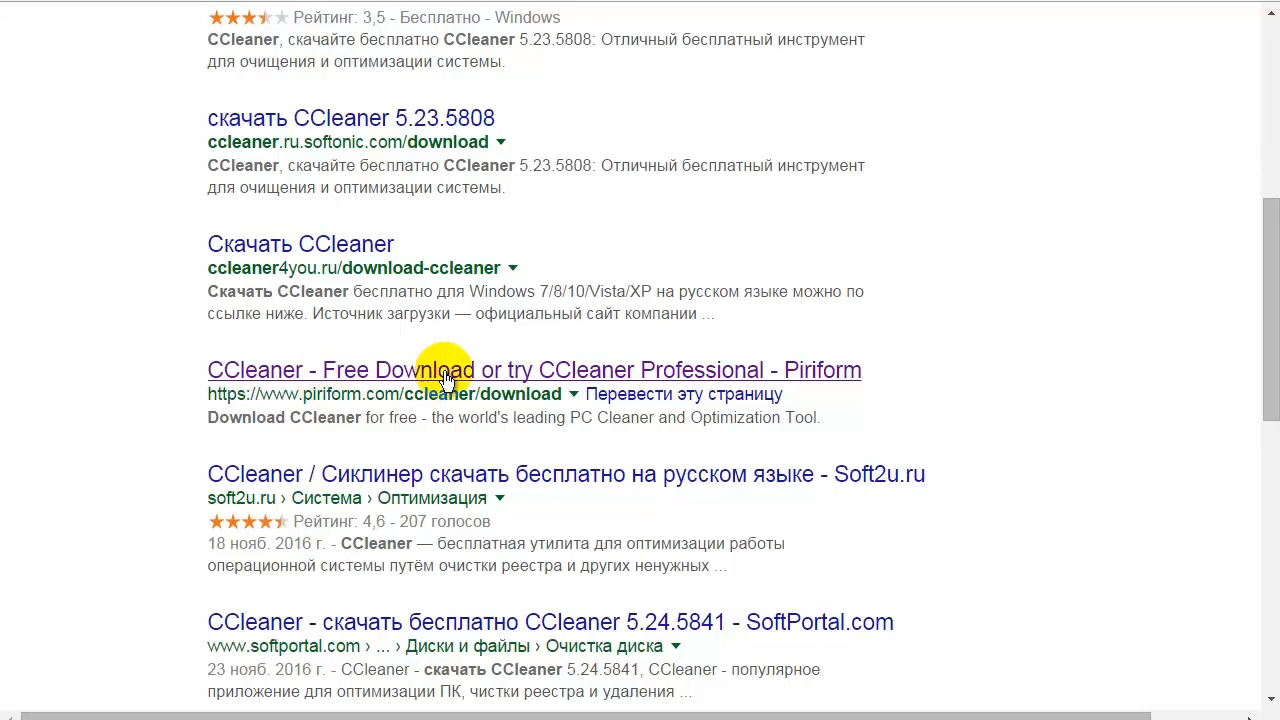 Рейтинг: 3,5 - Бесплатно - Windows
CCleaner, скачайте бесплатно CCleaner 5.23.5808: Отличный бесплатный инструмент
для очищения и оптимизации системы.
скачать CCleaner 5.23.5808
ccleaner.ru.softonic.com/download
CCleaner, скачайте бесплатно CCleaner 5.23.5808: Отличный бесплатный инструмент
для очищения и оптимизации системы.
Скачать CCleaner
ccleaner4you.ru/download-ccleaner
Скачать CCleaner бесплатно для Windows 7/8/10/Vista/XP на русском языке можно по
ссылке ниже. Источник загрузки — официальный сайт компании ...
CCleaner - Free Download or try CCleaner Professional - Piriform
https://www.piriform.com/ccleaner/download Перевести эту страницу
Download CCleaner for free - the world's leading PC Cleaner and Optimization Tool.
CCleaner / Сиклинер скачать бесплатно на русском языке - Soft2u.ru
soft2u.ru › Система › Оптимизация
Рейтинг: 4,6 - 207 голосов
18 нояб. 2016 г. - CCleaner — бесплатная утилита для оптимизации работы
операционной системы путём очистки реестра и других ненужных ...
CCleaner - скачать бесплатно CCleaner 5.24.5841 - SoftPortal.com
www.softportal.com › ... › Диски и файлы › Очистка диска
23 нояб. 2016 г. - CCleaner - скачать CCleaner 5.24.5841, CCleaner - популярное
приложение для оптимизации ПК, чистки реестра и удаления ...